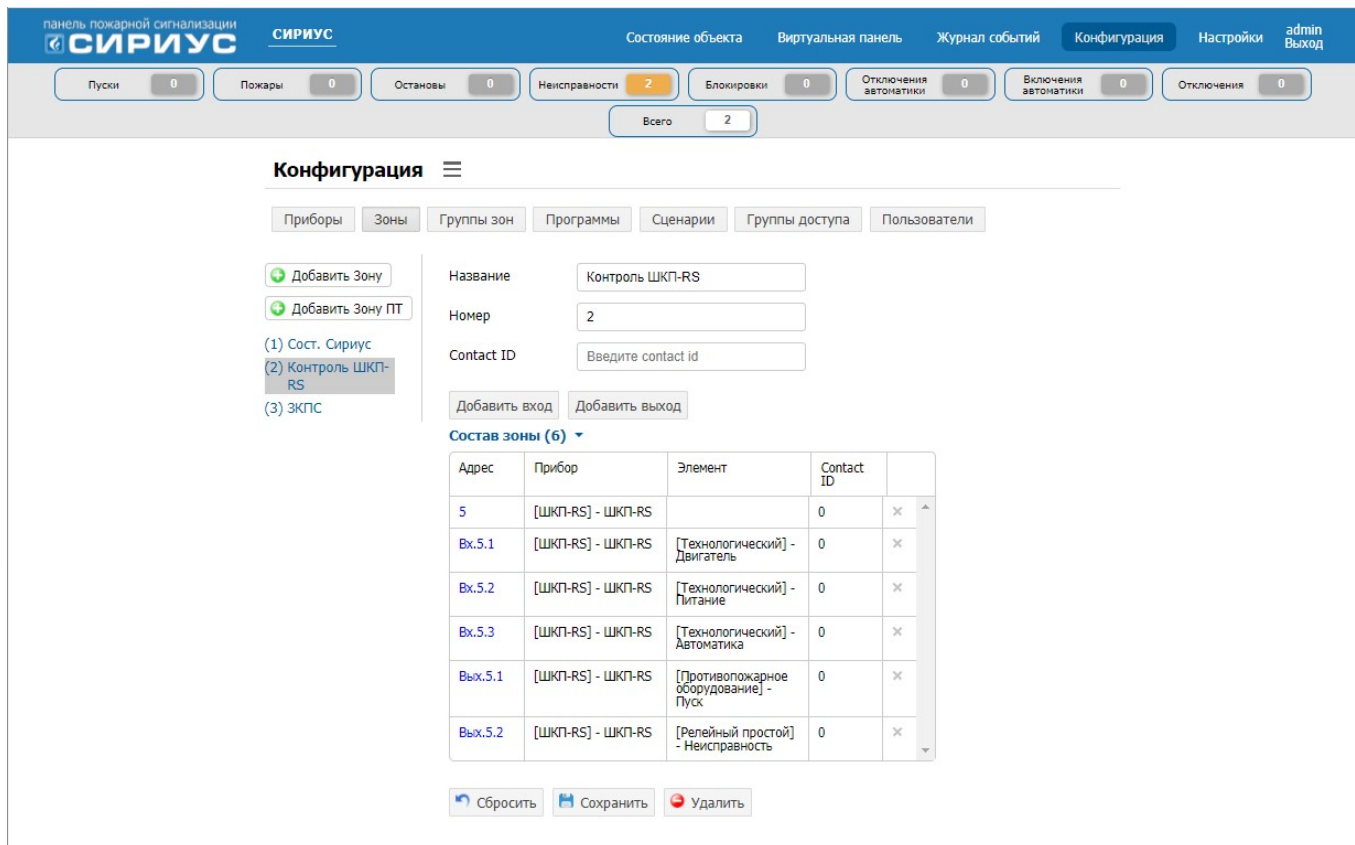 панель пожарной сигнализации
СИРИУС
СИРИУС
Состояние объекта Виртуальная панель Журнал событий Конфигурация Настройки
admin
Выход
Пуски 0
Пожары 0
Остановы 0
Неисправности 2
Блокировки 0
Отключения автоматики 0
Включения автоматики 0
Отключения 0
Всего 2
Конфигурация
Приборы Зоны Группы зон Программы Сценарии Группы доступа Пользователи
Добавить Зону
Добавить Зону ПТ
(1) Сост. Сириус
(2) Контроль ШКП-
RS
(3) ЗКПС
Название Контроль ШКП-RS
Номер 2
Contact ID Введите contact id
Добавить вход Добавить выход
Состав зоны (6)
Адрес Прибор Элемент Contact ID
5 [ШКП-RS] - ШКП-RS 0
Вх.5.1 [ШКП-RS] - ШКП-RS [Технологический] - Двигатель 0
Вх.5.2 [ШКП-RS] - ШКП-RS [Технологический] - Питание 0
Вх.5.3 [ШКП-RS] - ШКП-RS [Технологический] - Автоматика 0
Вых.5.1 [ШКП-RS] - ШКП-RS [Противопожарное оборудование] - Пуск 0
Вых.5.2 [ШКП-RS] - ШКП-RS [Релейный простой] - Неисправность 0
Сбросить Сохранить Удалить